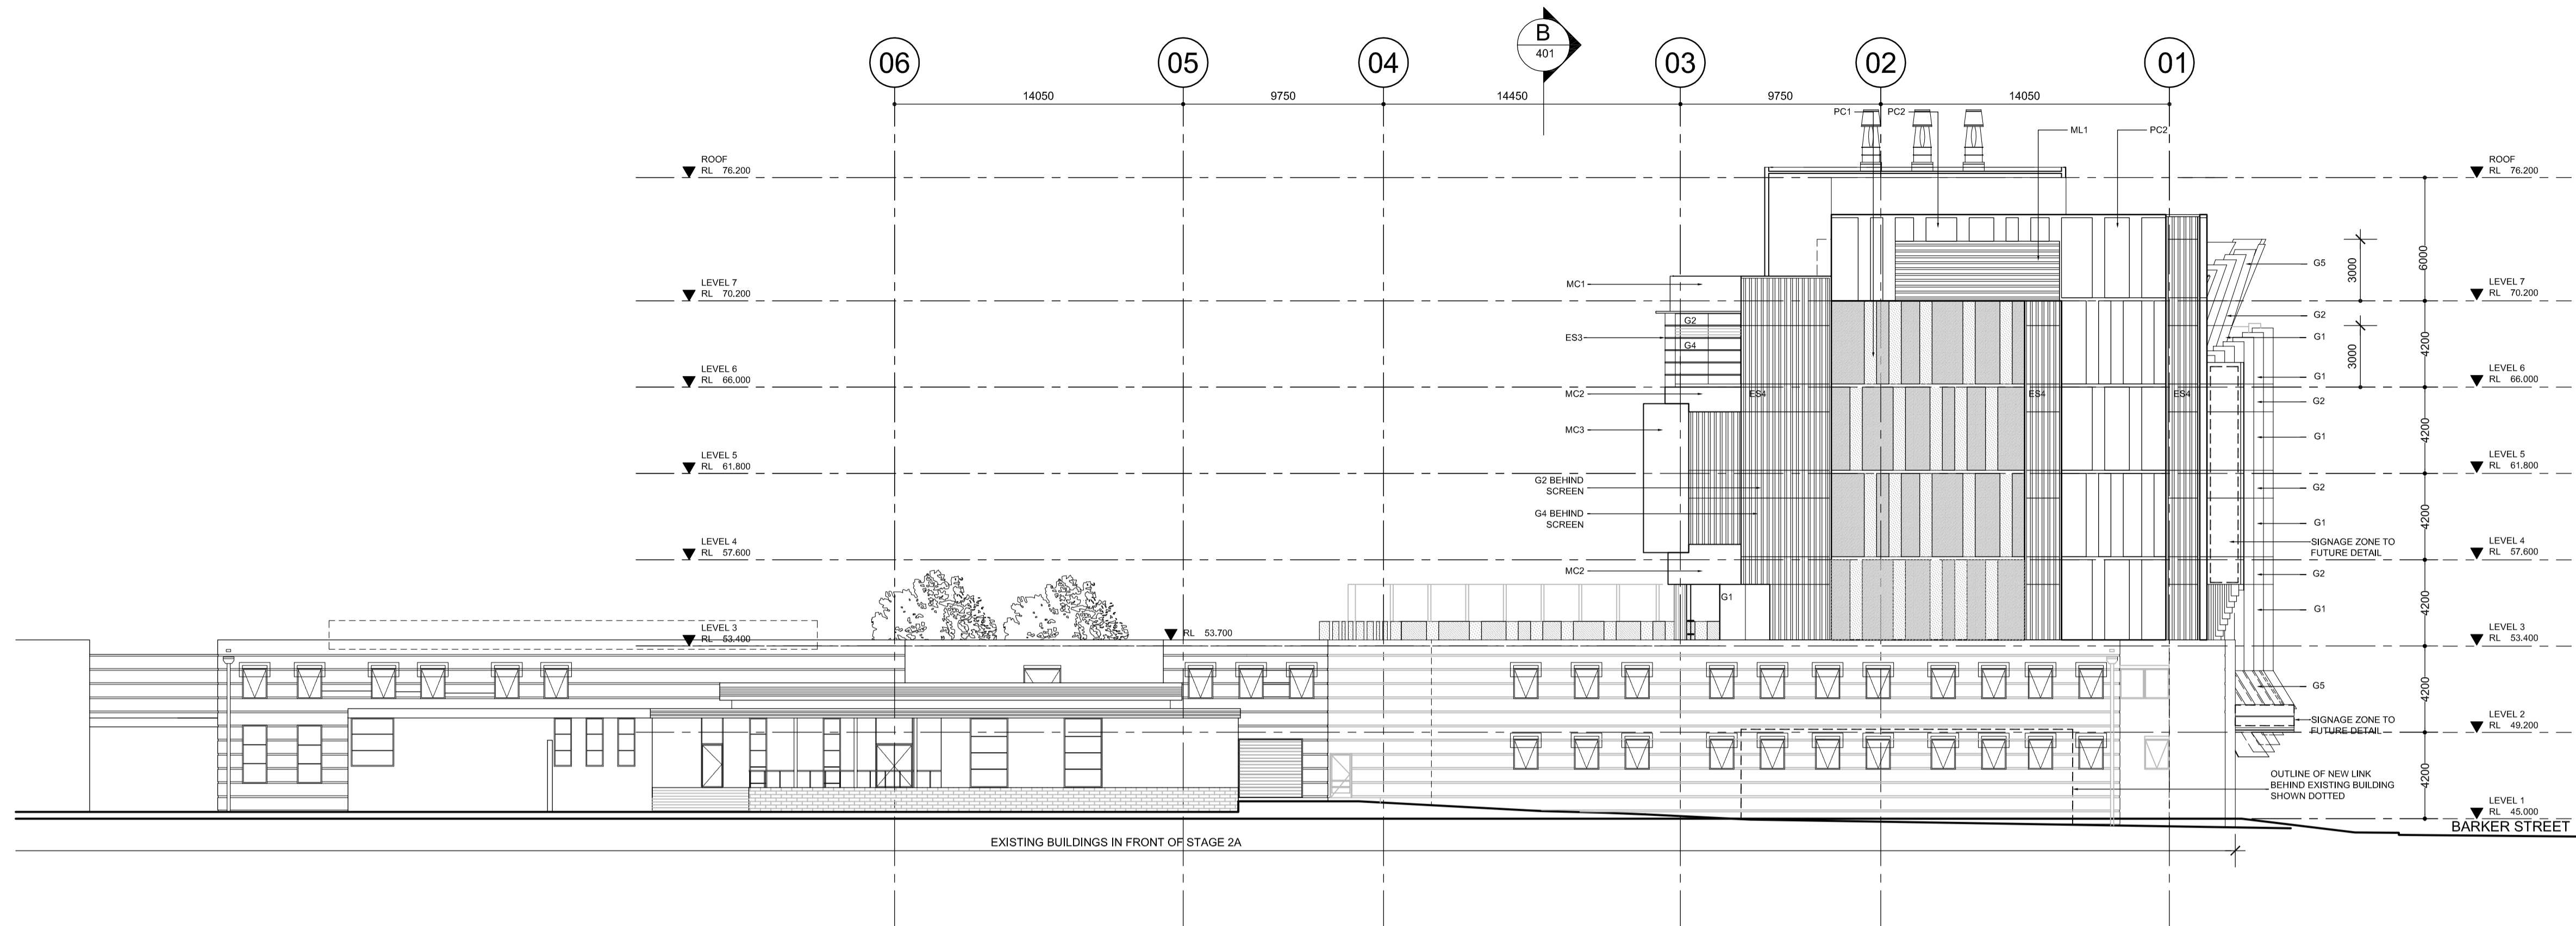 B
401
06
05
04
03
02
01
14050
9750
14450
9750
14050
PC1
PC2
ML1
PC2
ROOF
RL 76.200
ROOF
RL 76.200
LEVEL 7
RL 70.200
LEVEL 7
RL 70.200
LEVEL 6
RL 66.000
LEVEL 6
RL 66.000
LEVEL 5
RL 61.800
LEVEL 5
RL 61.800
LEVEL 4
RL 57.600
LEVEL 4
RL 57.600
LEVEL 3
RL 53.400
RL 53.700
LEVEL 3
RL 53.400
LEVEL 2
RL 49.200
LEVEL 1
RL 45.000
MC1
G2
ES3
G4
MC2
MC3
ES4
ES4
ES4
G2 BEHIND
SCREEN
G4 BEHIND
SCREEN
MC2
G1
G5
G2
G1
G1
G2
G1
G2
G1
SIGNAGE ZONE TO
FUTURE DETAIL
G2
G1
G5
SIGNAGE ZONE TO
FUTURE DETAIL
OUTLINE OF NEW LINK
BEHIND EXISTING BUILDING
SHOWN DOTTED
3000
3000
6000
4200
4200
4200
4200
4200
4200
BARKER STREET
EXISTING BUILDINGS IN FRONT OF STAGE 2A